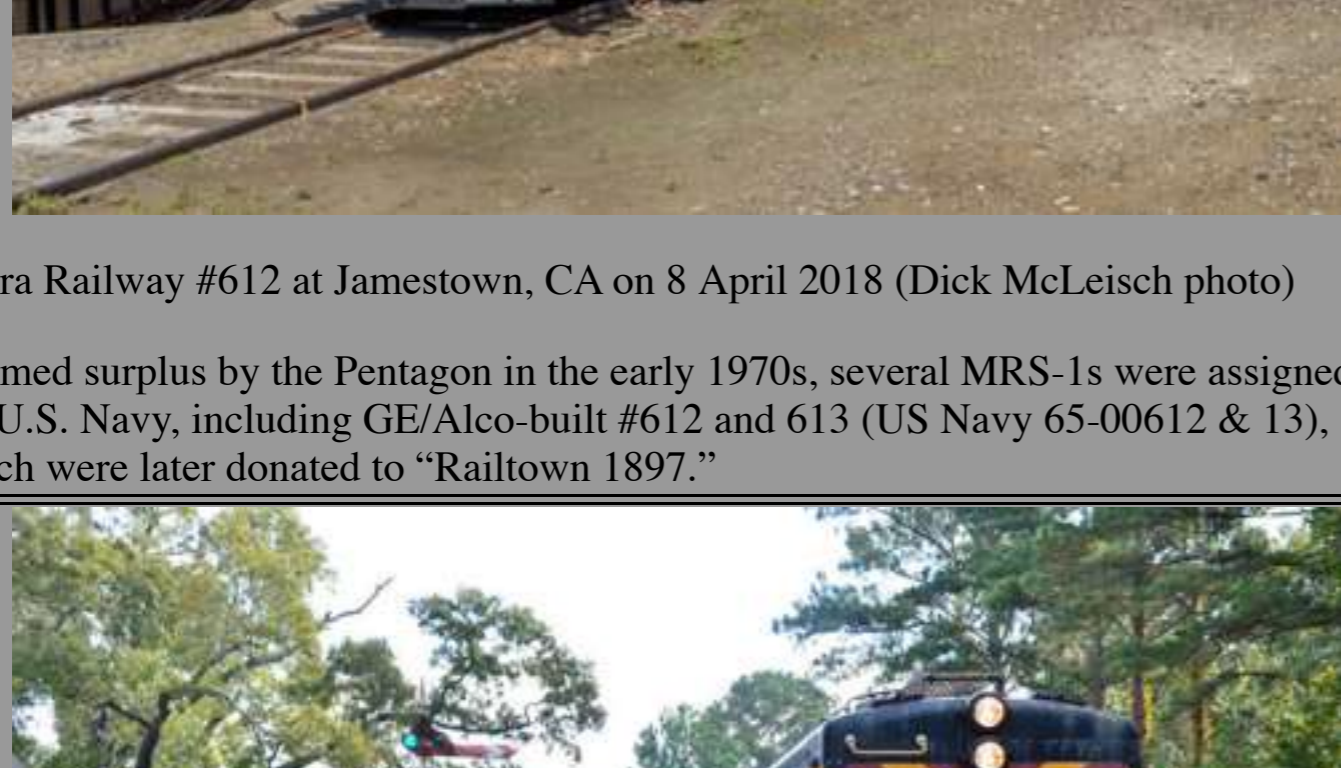 ra Railway #612 at Jamestown, CA on 8 April 2018 (Dick McLeisch photo)
med surplus by the Pentagon in the early 1970s, several MRS-1s were assigned
U.S. Navy, including GE/Alco-built #612 and 613 (US Navy 65-00612 & 13),
ch were later donated to “Railtown 1897.”